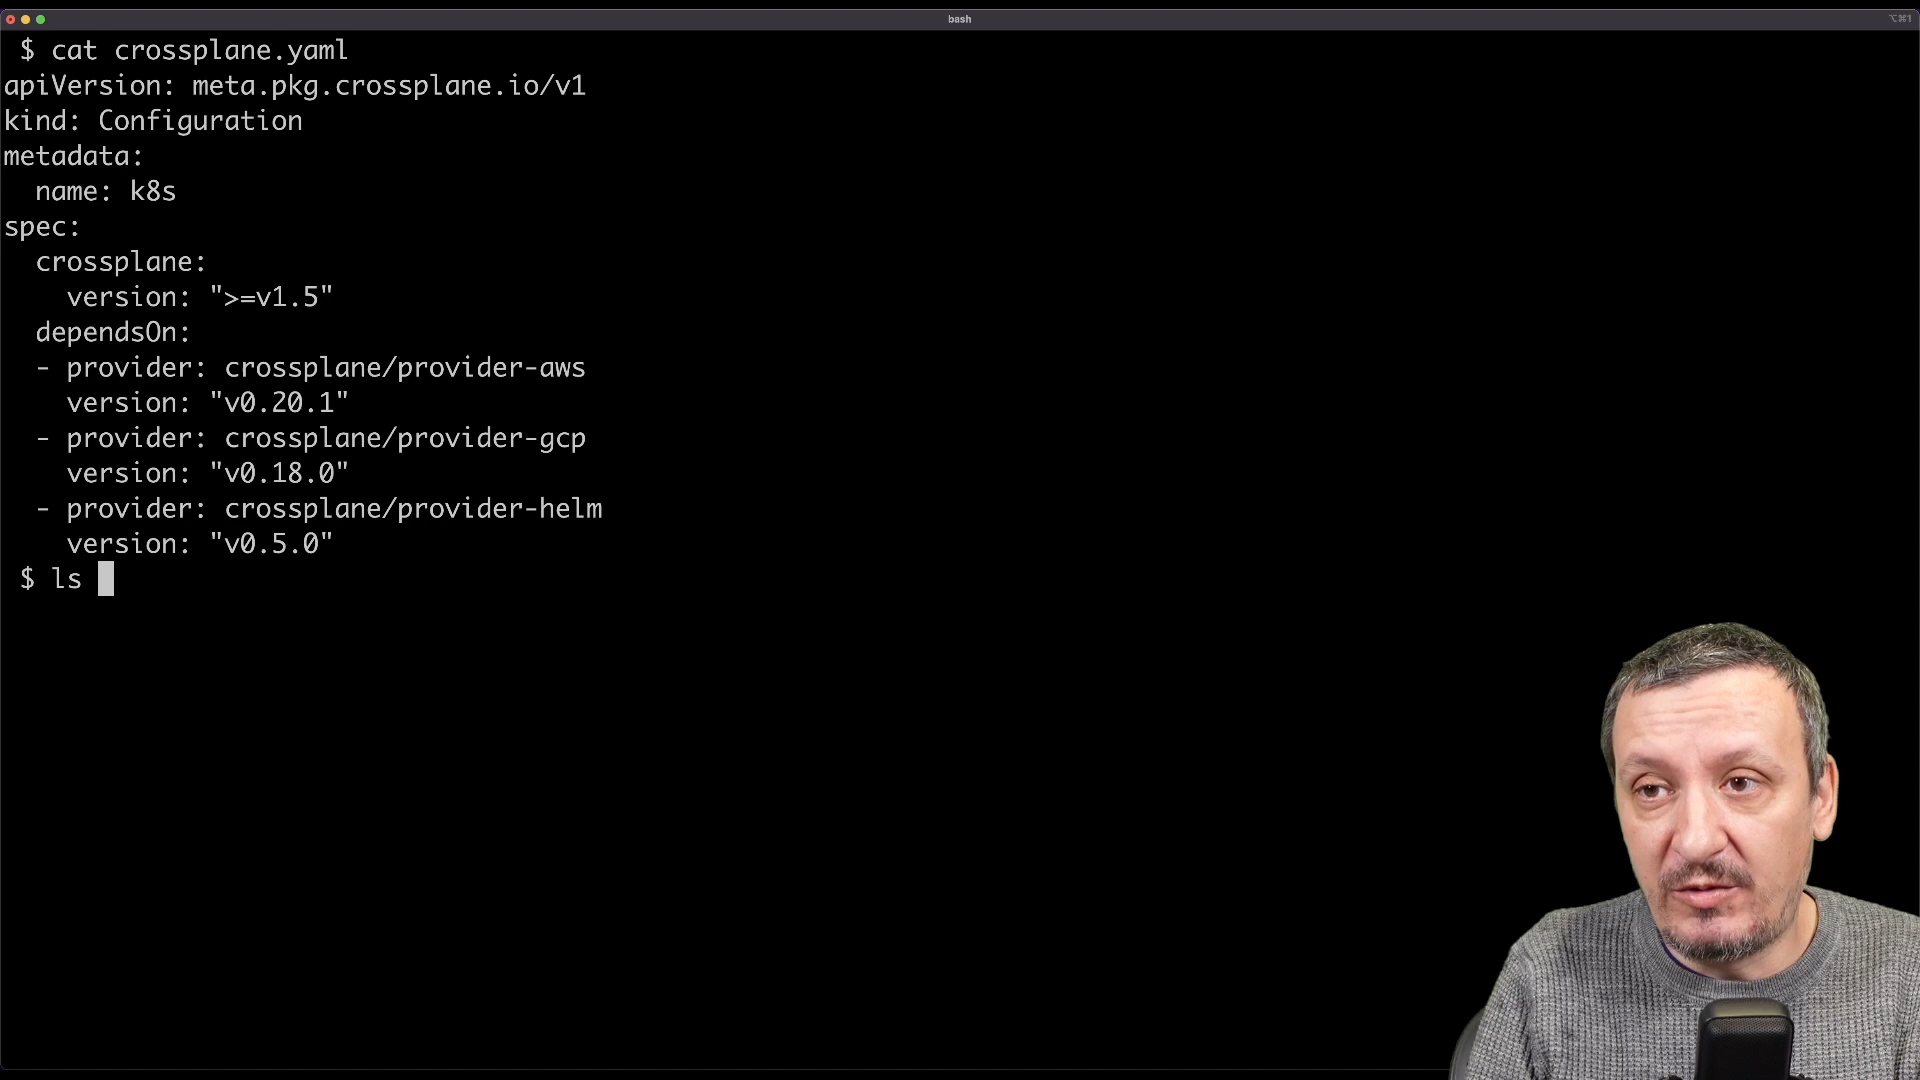 bash
⌥⌘1
$ cat crossplane.yaml
apiVersion: meta.pkg.crossplane.io/v1
kind: Configuration
metadata:
  name: k8s
spec:
  crossplane:
    version: ">=v1.5"
  dependsOn:
  - provider: crossplane/provider-aws
    version: "v0.20.1"
  - provider: crossplane/provider-gcp
    version: "v0.18.0"
  - provider: crossplane/provider-helm
    version: "v0.5.0"
$ ls